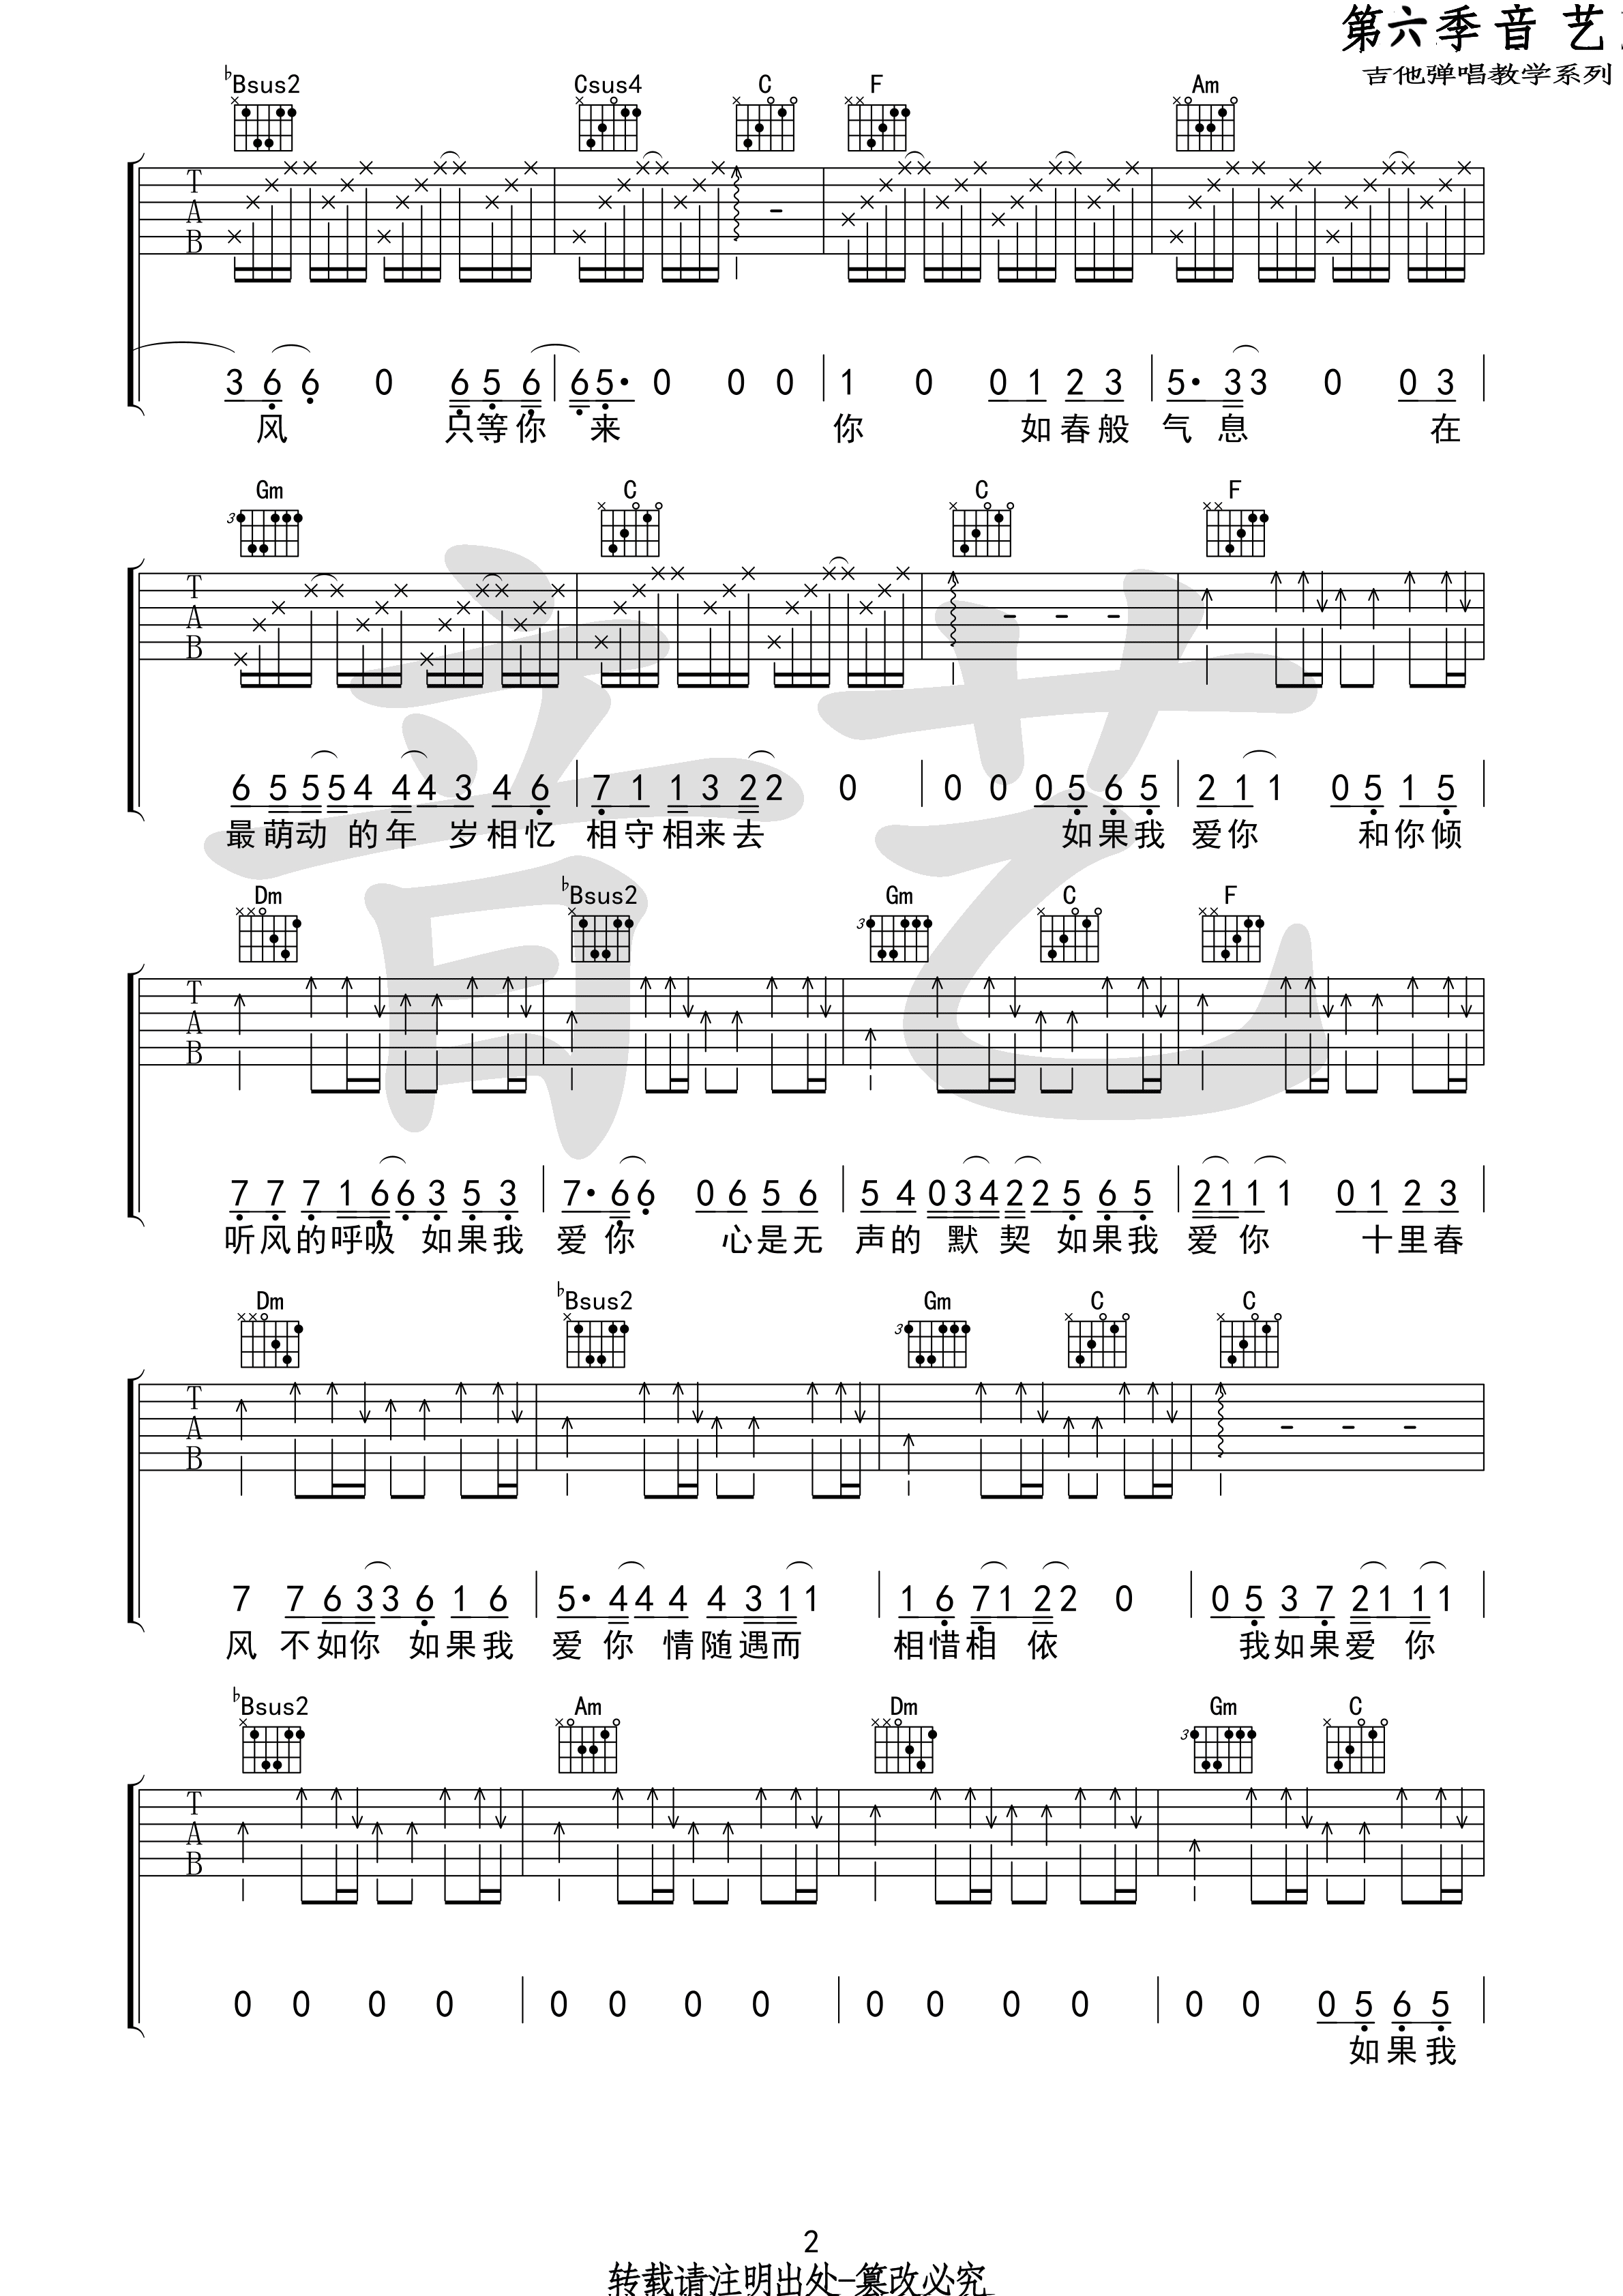 第六季音 艺
吉他弹唱教学系列
♭Bsus2 Csus4 C F Am
T
A
B
3 6 6 0 6 5 6 | 6 5· 0 0 0 | 1 0 0 1 2 3 | 5· 3 3 0 0 3 |
风 只等你 来 你 如春般 气 息 在
Gm C C F
3
T
A
B
6 5 5 5 4 4 4 3 4 6 | 7 1 1 3 2 2 0 | 0 0 0 5 6 5 | 2 1 1 0 5 1 5 |
最萌动 的年 岁相忆 相守相来去 如果我 爱你 和你倾
音艺
Dm ♭Bsus2 Gm C F
3
T
A
B
7 7 7 1 6 6 3 5 3 | 7· 6 6 0 6 5 6 | 5 4 0 3 4 2 2 5 6 5 | 2 1 1 1 0 1 2 3 |
听风的呼吸 如果我 爱 你 心是无 声的 默 契 如果我 爱 你 十里春
Dm ♭Bsus2 Gm C C
3
T
A
B
7 7 6 3 3 6 1 6 | 5· 4 4 4 4 3 1 1 | 1 6 7 1 2 2 0 | 0 5 3 7 2 1 1 1
风 不如你 如果我 爱 你 情随遇而 相惜相 依 我如果爱 你
♭Bsus2 Am Dm Gm C
3
T
A
B
0 0 0 0 | 0 0 0 0 | 0 0 0 0 | 0 0 0 5 6 5 |
如果我
2
转载请注明出处-篡改必究